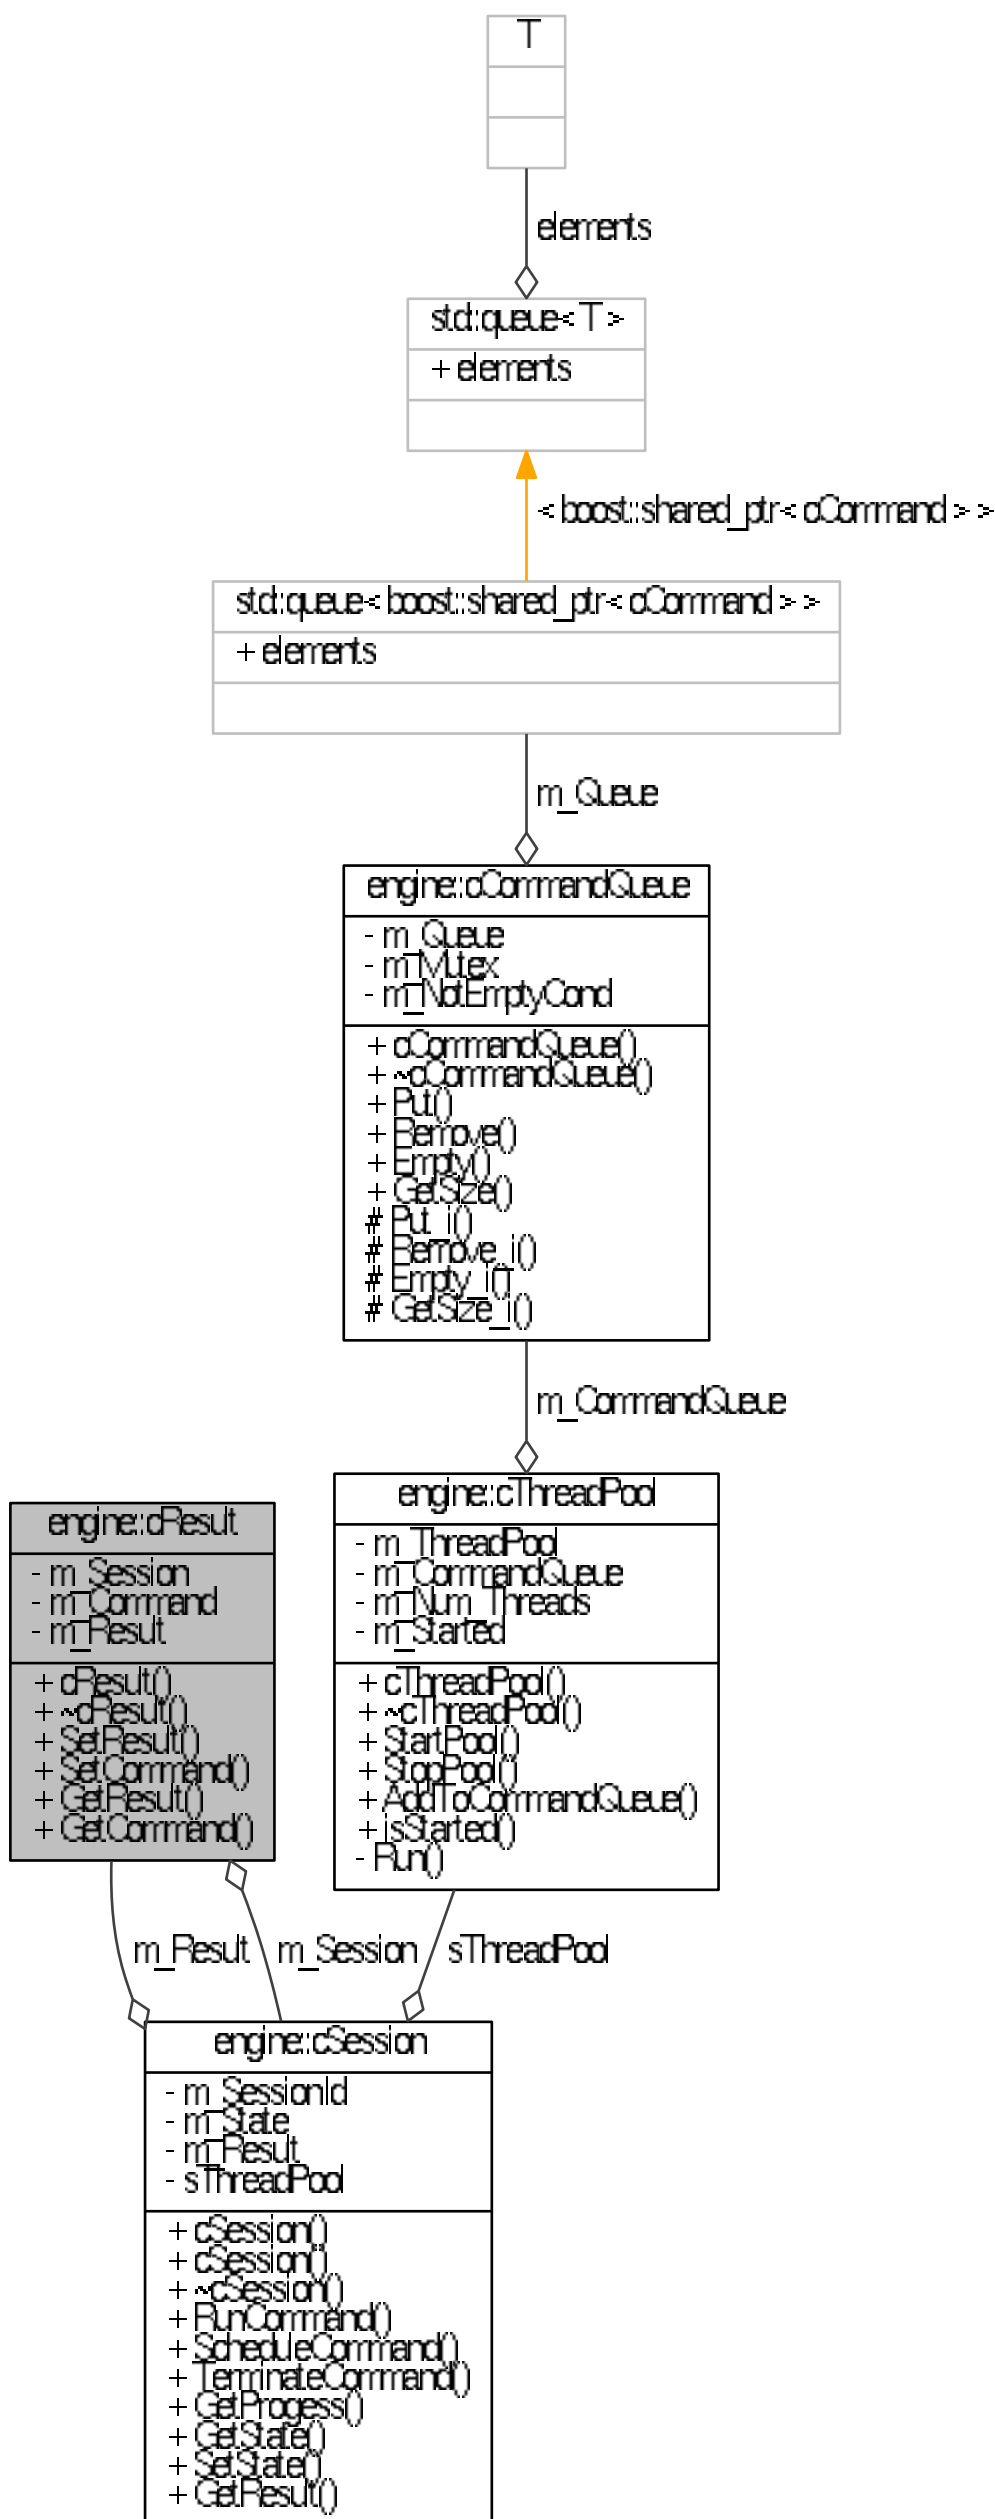 T
elements
std::queue< T >
+ elements
< boost::shared_ptr< cCommand > >
std::queue< boost::shared_ptr< cCommand > >
+ elements
m_Queue
engine::cCommandQueue
- m_Queue
- m_Mutex
- m_NotEmptyCond
+ cCommandQueue()
+ ~cCommandQueue()
+ Put()
+ Remove()
+ Empty()
+ GetSize()
# Put_i()
# Remove_i()
# Empty_i()
# GetSize_i()
m_CommandQueue
engine::cThreadPool
- m_ThreadPool
- m_CommandQueue
- m_Num_Threads
- m_Started
+ cThreadPool()
+ ~cThreadPool()
+ StartPool()
+ StopPool()
+ AddToCommandQueue()
+ isStarted()
- Run()
engine::cResult
- m_Session
- m_Command
- m_Result
+ cResult()
+ ~cResult()
+ SetResult()
+ SetCommand()
+ GetResult()
+ GetCommand()
m_Result
m_Session
sThreadPool
engine::cSession
- m_SessionId
- m_State
- m_Result
- sThreadPool
+ cSession()
+ cSession()
+ ~cSession()
+ RunCommand()
+ ScheduleCommand()
+ TerminateCommand()
+ GetProgess()
+ GetState()
+ SetState()
+ GetResult()